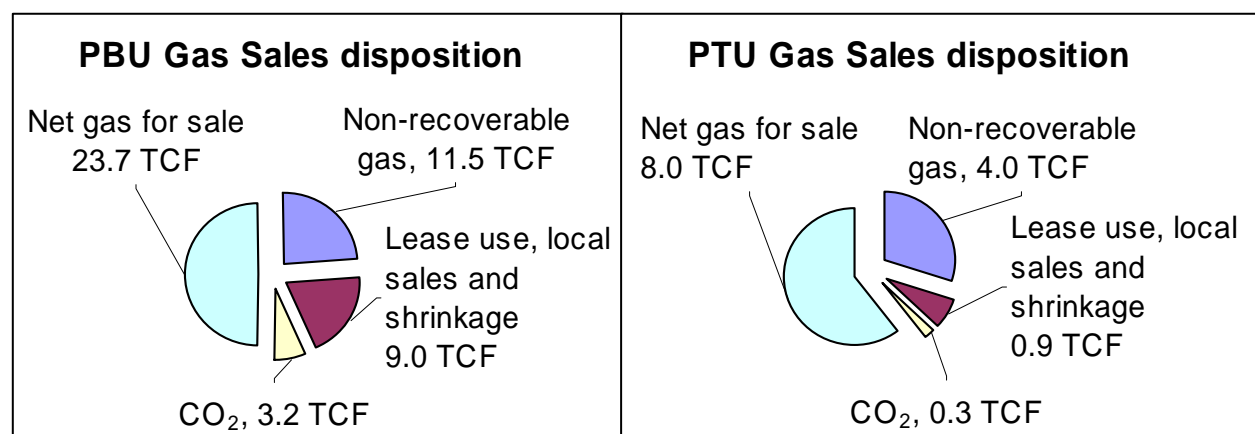 PBU Gas Sales disposition
Net gas for sale
23.7 TCF
Non-recoverable
gas, 11.5 TCF
Lease use, local
sales and
shrinkage
9.0 TCF
CO₂, 3.2 TCF
PTU Gas Sales disposition
Net gas for sale
8.0 TCF
Non-recoverable
gas, 4.0 TCF
Lease use, local
sales and
shrinkage
0.9 TCF
CO₂, 0.3 TCF